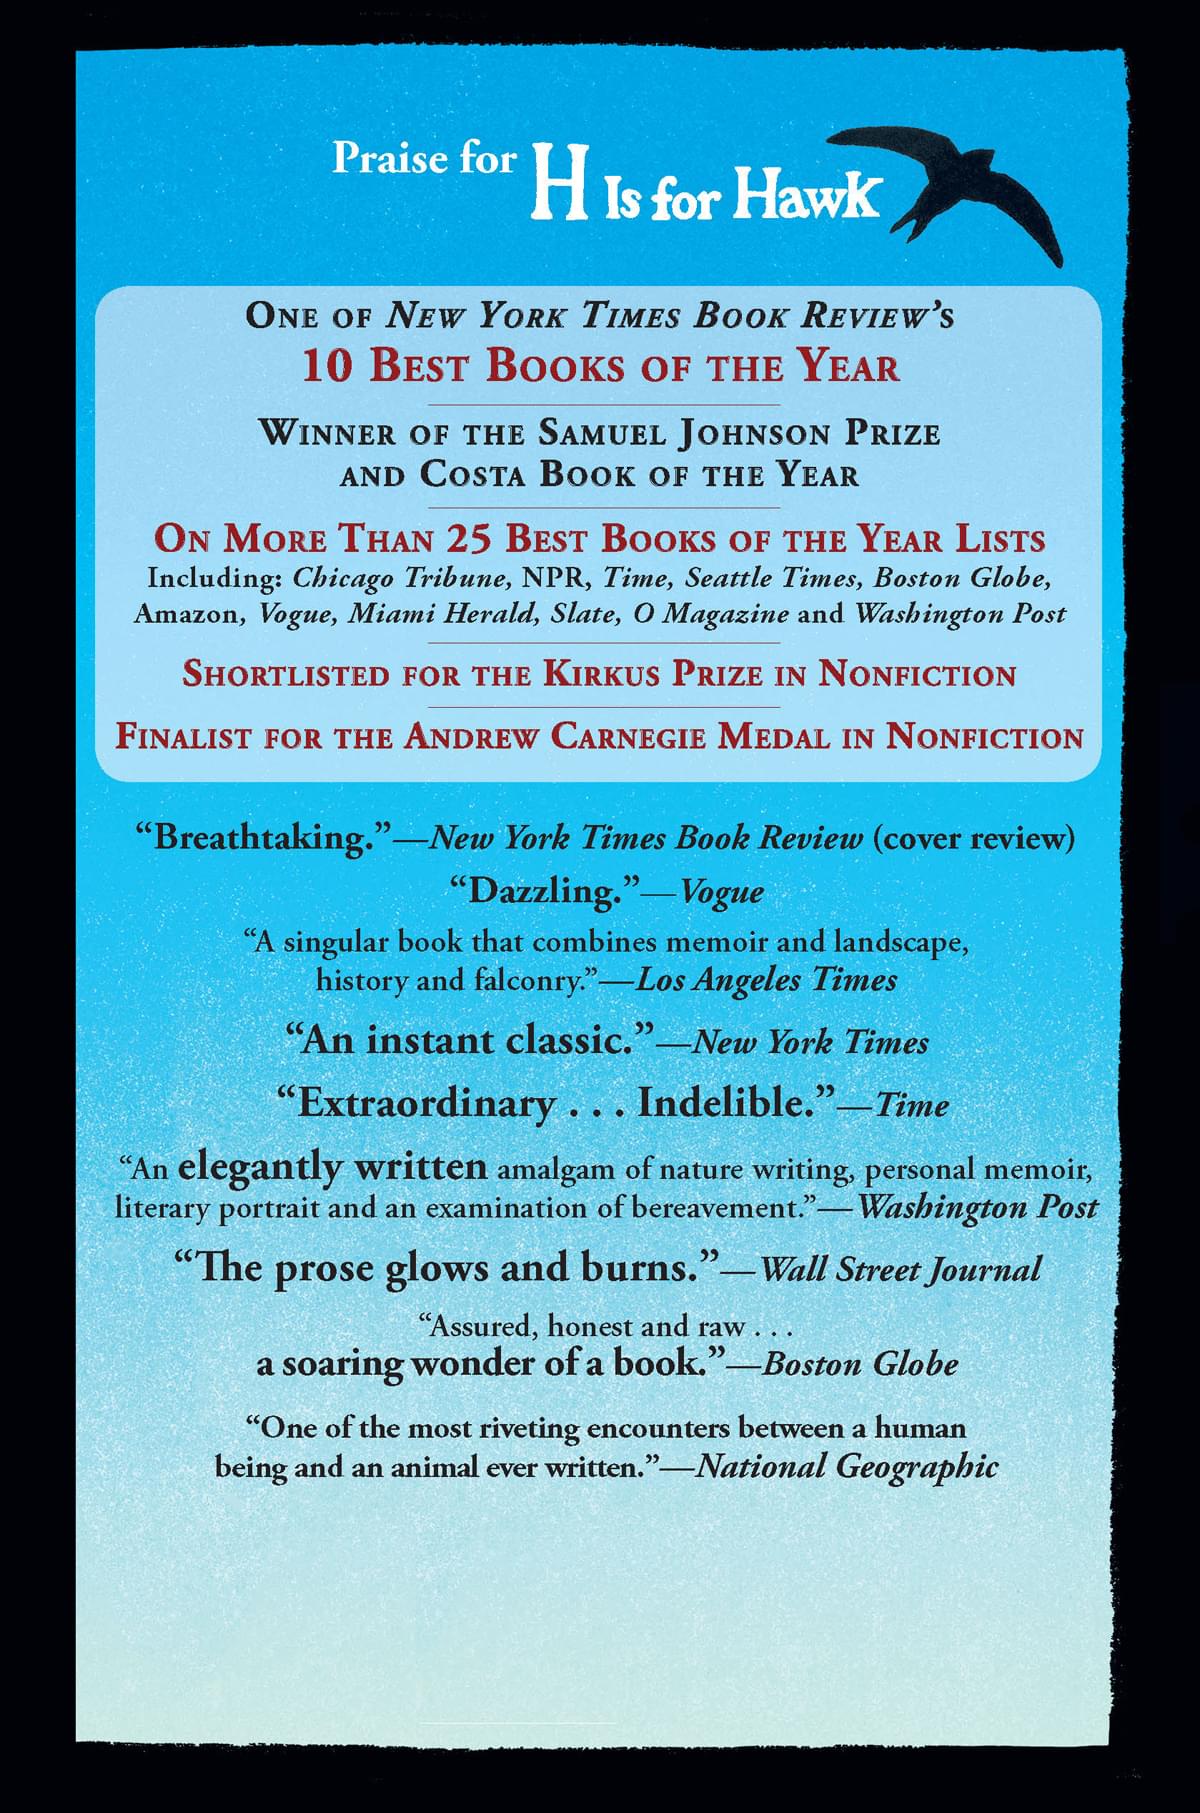 Praise for H Is for Hawk
One of New York Times Book Review’s
10 Best Books of the Year
Winner of the Samuel Johnson Prize
and Costa Book of the Year
On More Than 25 Best Books of the Year Lists
Including: Chicago Tribune, NPR, Time, Seattle Times, Boston Globe,
Amazon, Vogue, Miami Herald, Slate, O Magazine and Washington Post
Shortlisted for the Kirkus Prize in Nonfiction
Finalist for the Andrew Carnegie Medal in Nonfiction
“Breathtaking.”—New York Times Book Review (cover review)
“Dazzling.”—Vogue
“A singular book that combines memoir and landscape,
history and falconry.”—Los Angeles Times
“An instant classic.”—New York Times
“Extraordinary . . . Indelible.”—Time
“An elegantly written amalgam of nature writing, personal memoir,
literary portrait and an examination of bereavement.”—Washington Post
“The prose glows and burns.”—Wall Street Journal
“Assured, honest and raw . . .
a soaring wonder of a book.”—Boston Globe
“One of the most riveting encounters between a human
being and an animal ever written.”—National Geographic